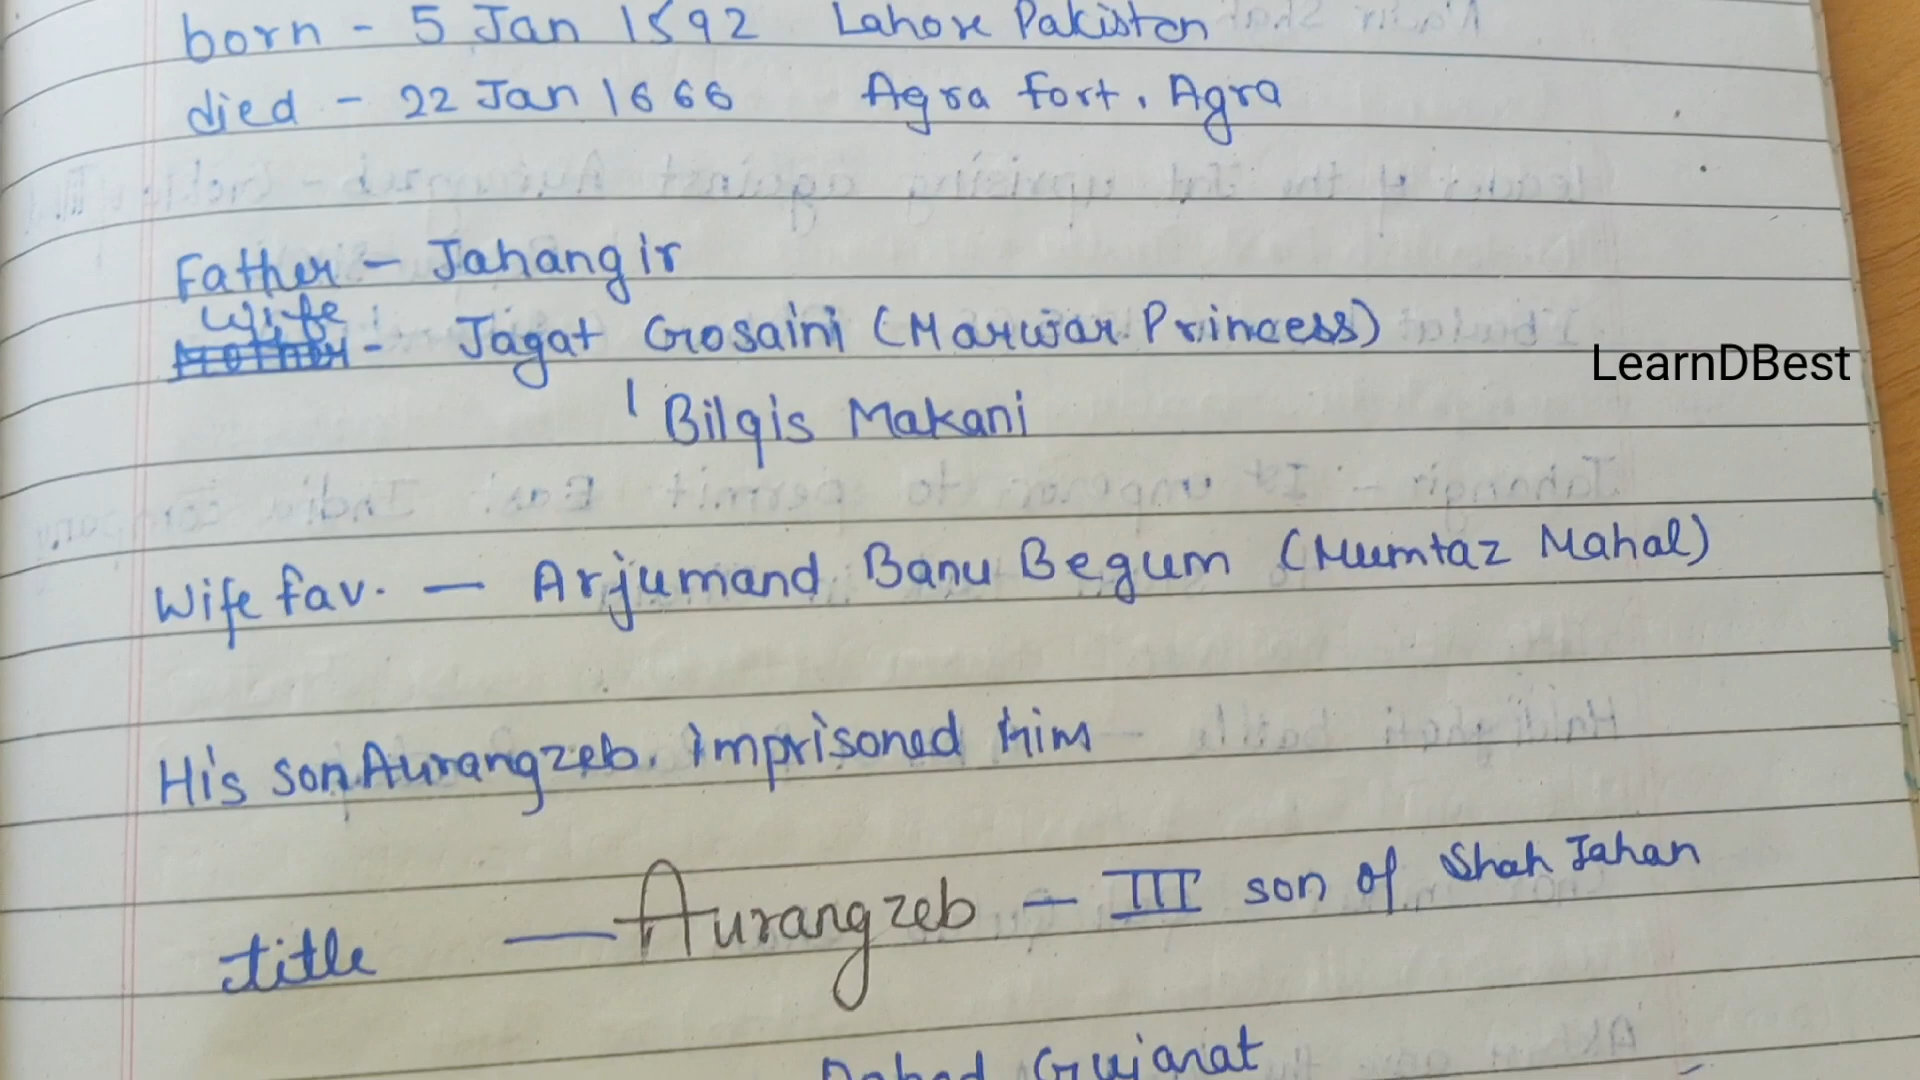 born - 5 Jan 1592 Lahore Pakistan
died - 22 Jan 1666 Agra fort, Agra
Father - Jahangir
Wife
Mother - Jagat Gosaini (Marwar Princess)
Bilqis Makani
LearnDBest
Wife fav. - Arjumand Banu Begum (Mumtaz Mahal)
His son Aurangzeb. imprisoned him
title - Aurangzeb - III son of Shah Jahan
Dahod Gujarat